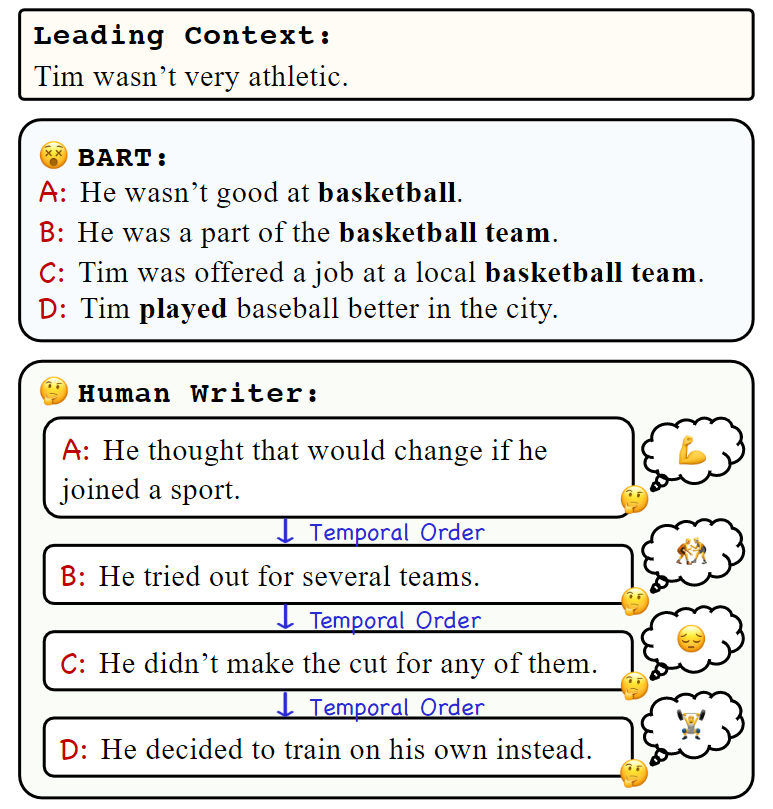 Leading Context:
Tim wasn’t very athletic.
BART:
A: He wasn’t good at basketball.
B: He was a part of the basketball team.
C: Tim was offered a job at a local basketball team.
D: Tim played baseball better in the city.
Human Writer:
A: He thought that would change if he
joined a sport.
↓ Temporal Order
B: He tried out for several teams.
↓ Temporal Order
C: He didn’t make the cut for any of them.
↓ Temporal Order
D: He decided to train on his own instead.